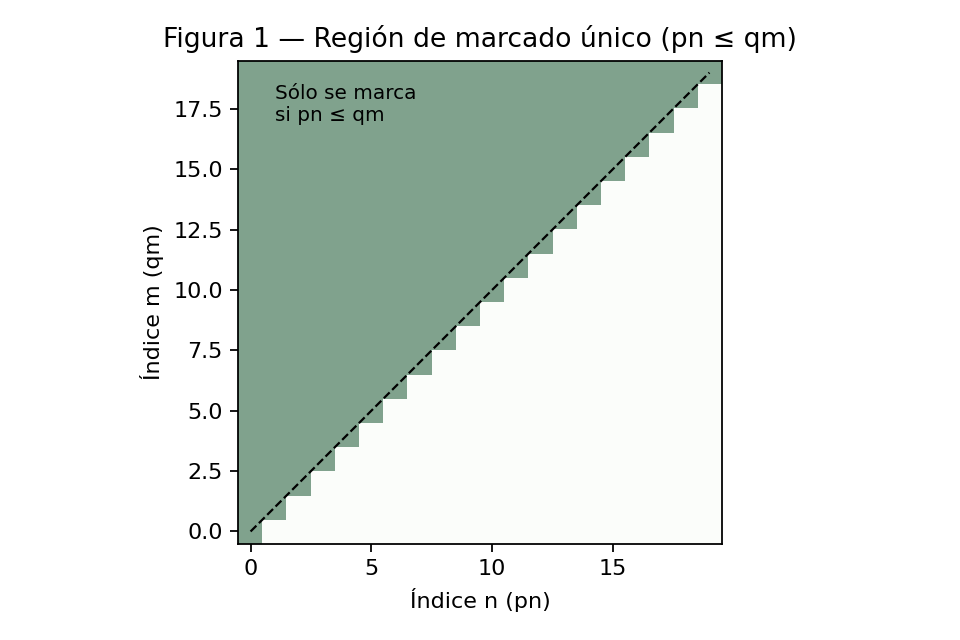 Figura 1 — Región de marcado único (pn ≤ qm)
Sólo se marca
si pn ≤ qm
Índice m (qm)
17.5
15.0
12.5
10.0
7.5
5.0
2.5
0.0
0 5 10 15
Índice n (pn)